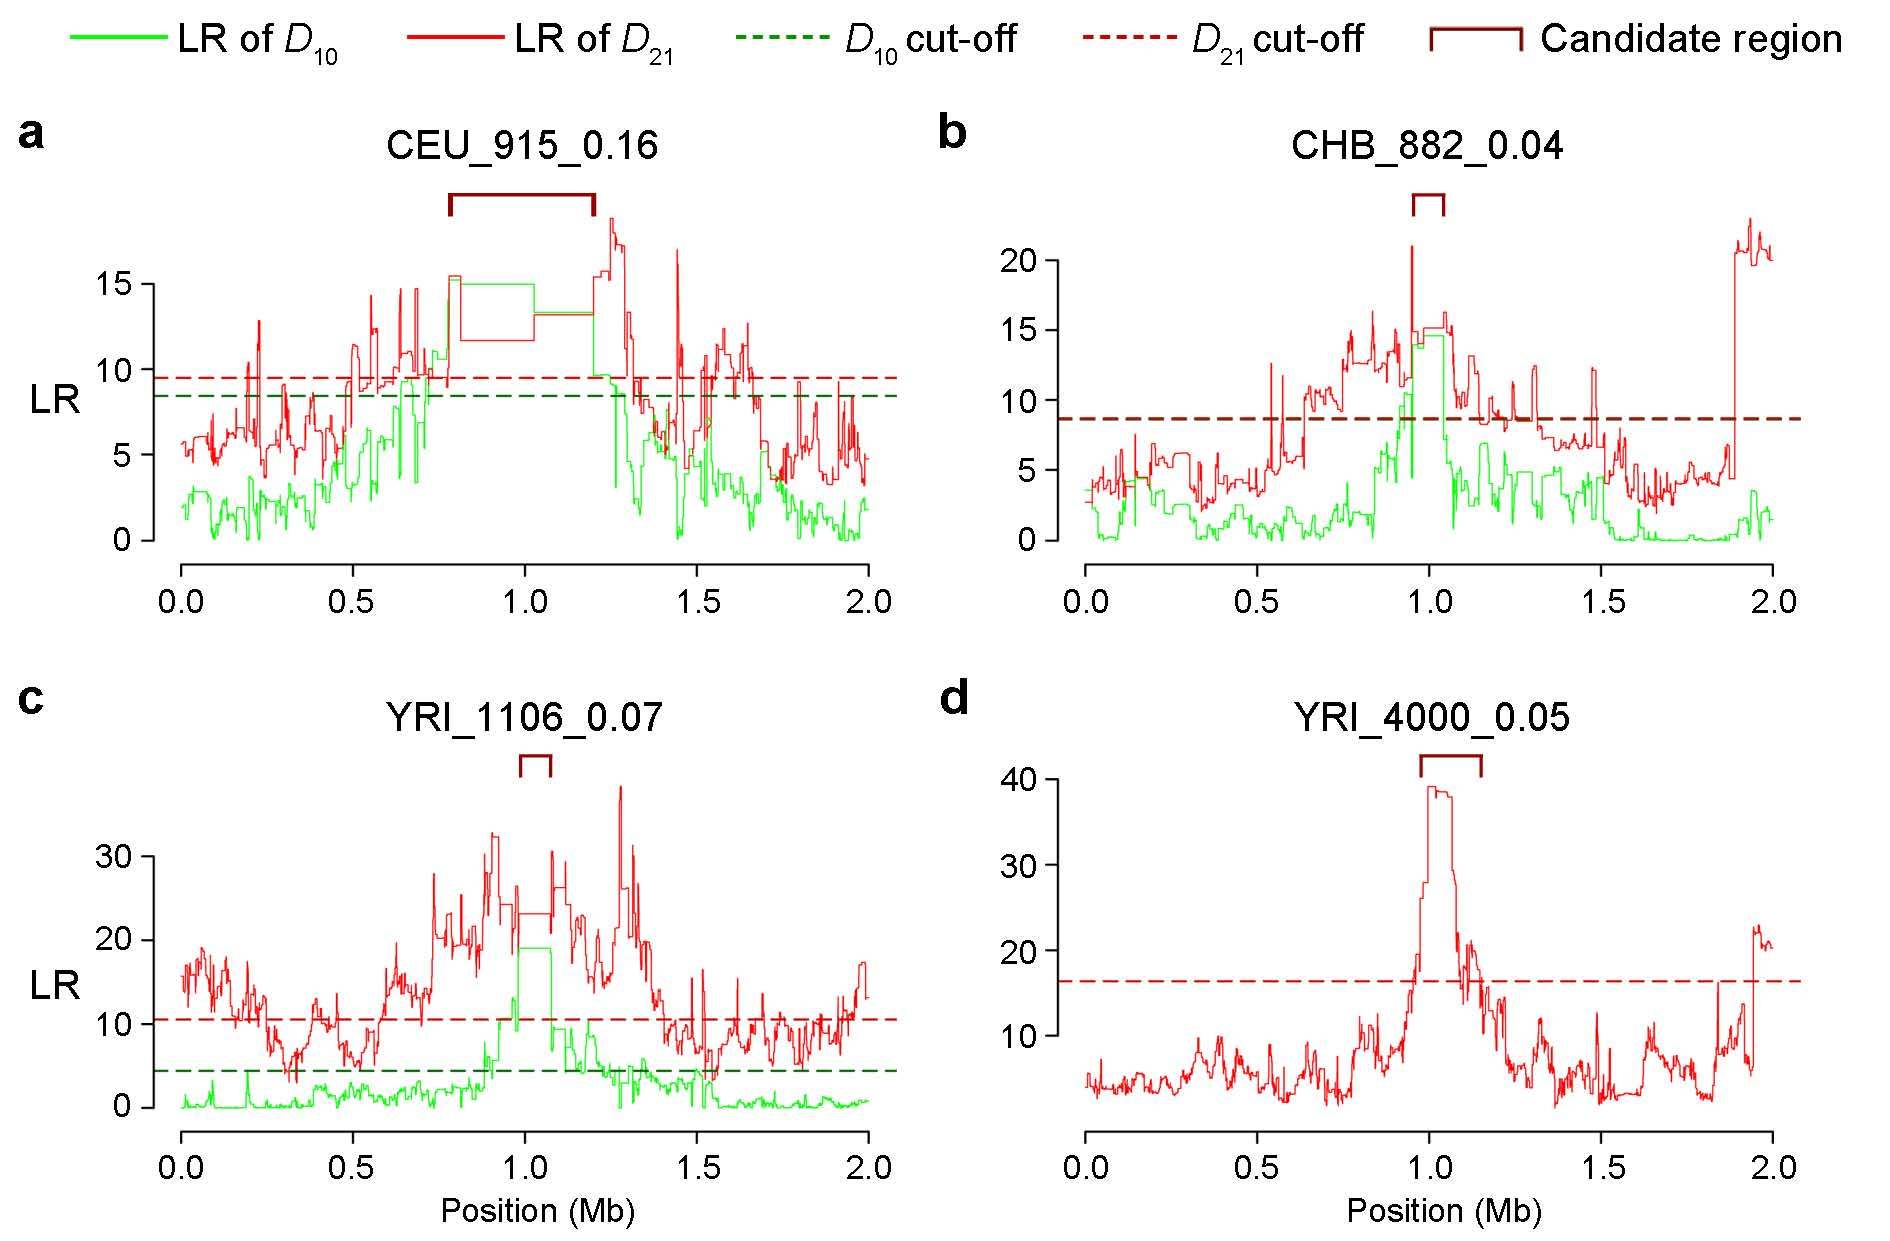 LR of D10 LR of D21 D10 cut-off D21 cut-off Candidate region
a CEU_915_0.16
LR
15
10
5
0
0.0 0.5 1.0 1.5 2.0
b CHB_882_0.04
20
15
10
5
0
0.0 0.5 1.0 1.5 2.0
c YRI_1106_0.07
LR
30
20
10
0
0.0 0.5 1.0 1.5 2.0
Position (Mb)
d YRI_4000_0.05
40
30
20
10
0.0 0.5 1.0 1.5 2.0
Position (Mb)